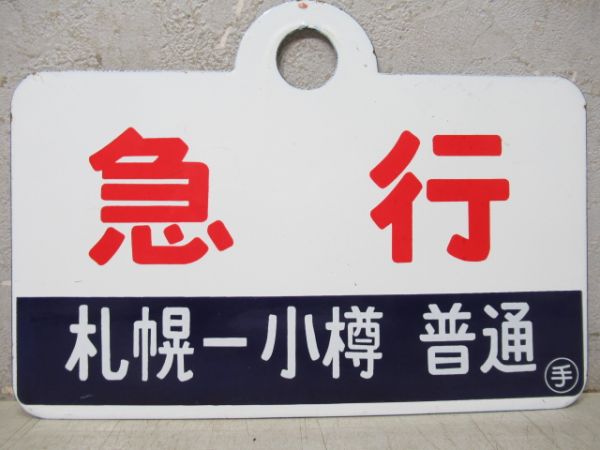 急行
札幌ー小樽 普通
手